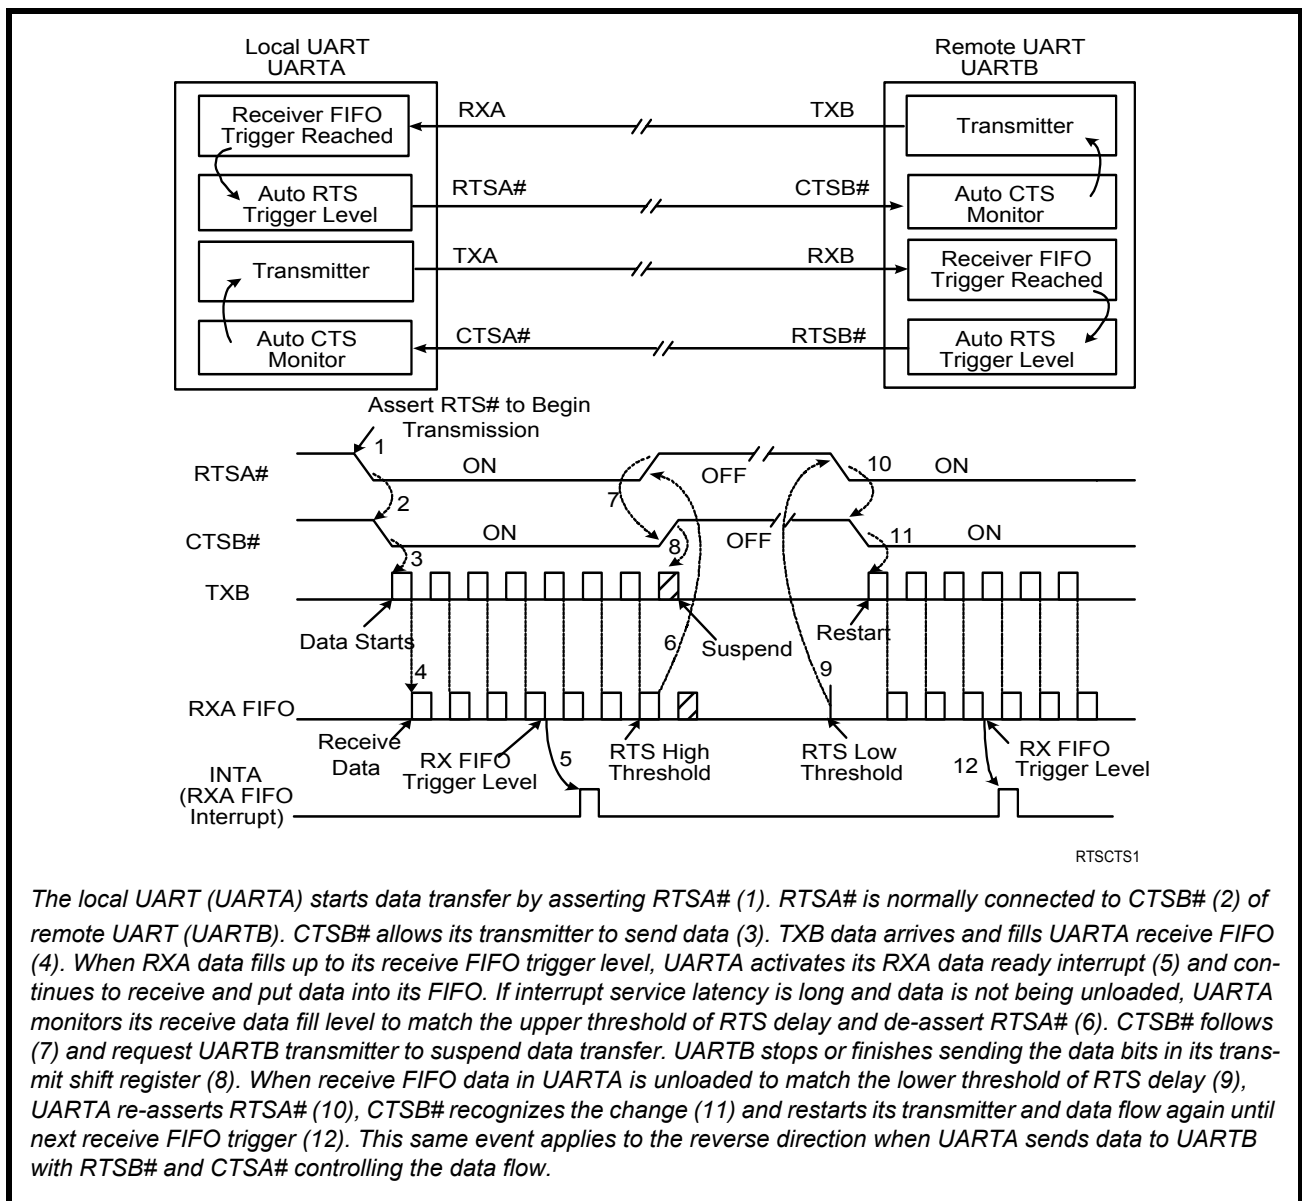 Local UART
UARTA
Remote UART
UARTB
Receiver FIFO
Trigger Reached
RXA
TXB
Transmitter
Auto RTS
Trigger Level
RTSA#
CTSB#
Auto CTS
Monitor
Transmitter
TXA
RXB
Receiver FIFO
Trigger Reached
Auto CTS
Monitor
CTSA#
RTSB#
Auto RTS
Trigger Level
Assert RTS# to Begin
Transmission
1
RTSA#
ON
OFF
10
ON
2
7
CTSB#
ON
8
OFF
11
ON
3
TXB
Data Starts
6
Suspend
Restart
4
9
RXA FIFO
Receive
Data
RX FIFO
Trigger Level
5
RTS High
Threshold
RTS Low
Threshold
12
RX FIFO
Trigger Level
INTA
(RXA FIFO
Interrupt)
RTSCTS1
The local UART (UARTA) starts data transfer by asserting RTSA# (1). RTSA# is normally connected to CTSB# (2) of
remote UART (UARTB). CTSB# allows its transmitter to send data (3). TXB data arrives and fills UARTA receive FIFO
(4). When RXA data fills up to its receive FIFO trigger level, UARTA activates its RXA data ready interrupt (5) and con-
tinues to receive and put data into its FIFO. If interrupt service latency is long and data is not being unloaded, UARTA
monitors its receive data fill level to match the upper threshold of RTS delay and de-assert RTSA# (6). CTSB# follows
(7) and request UARTB transmitter to suspend data transfer. UARTB stops or finishes sending the data bits in its trans-
mit shift register (8). When receive FIFO data in UARTA is unloaded to match the lower threshold of RTS delay (9),
UARTA re-asserts RTSA# (10), CTSB# recognizes the change (11) and restarts its transmitter and data flow again until
next receive FIFO trigger (12). This same event applies to the reverse direction when UARTA sends data to UARTB
with RTSB# and CTSA# controlling the data flow.